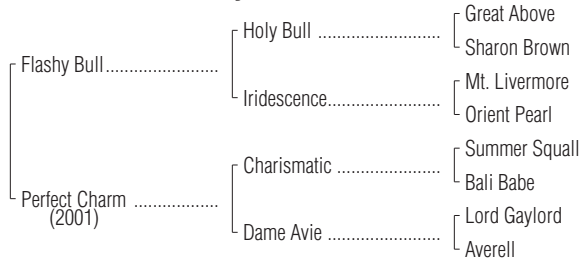 Great Above
Holy Bull ..............................
Sharon Brown
Flashy Bull............................
Mt. Livermore
Iridescence............................
Orient Pearl
Summer Squall
Charismatic .........................
Bali Babe
Perfect Charm .....................
(2001)
Lord Gaylord
Dame Avie ............................
Averell